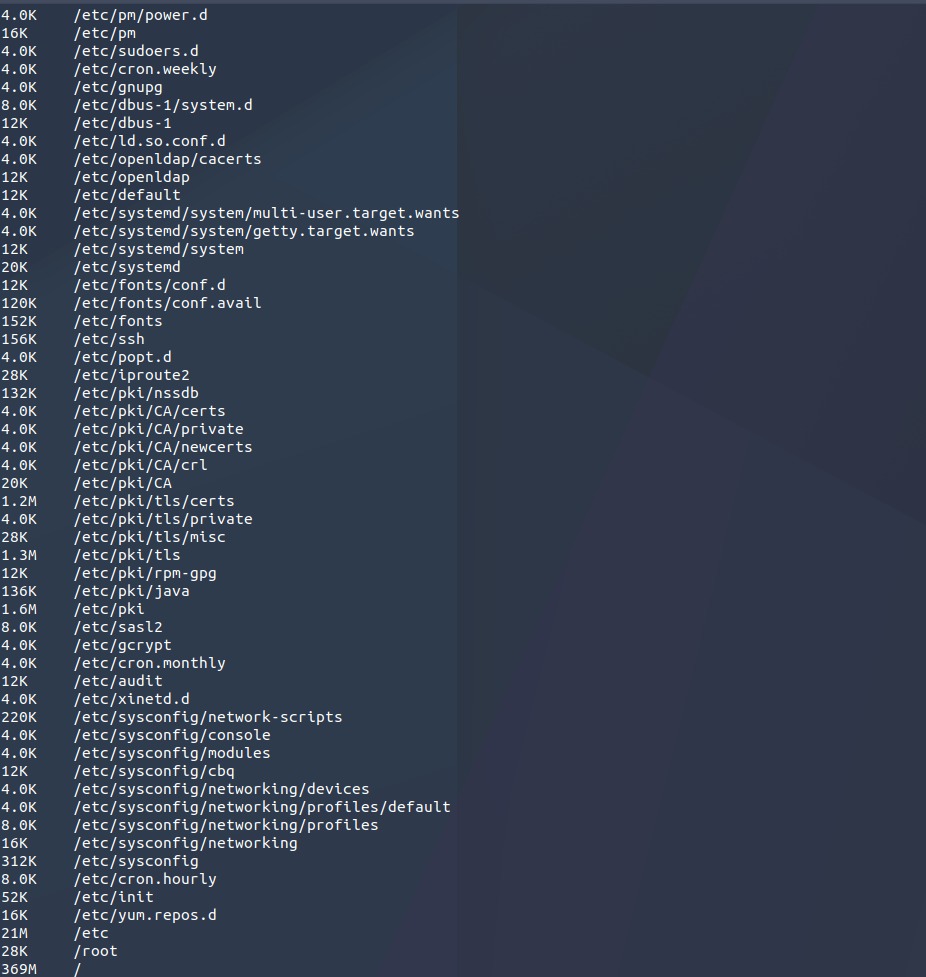 4.0K /etc/pm/power.d
16K /etc/pm
4.0K /etc/sudoers.d
4.0K /etc/cron.weekly
4.0K /etc/gnupg
8.0K /etc/dbus-1/system.d
12K /etc/dbus-1
4.0K /etc/ld.so.conf.d
4.0K /etc/openldap/cacerts
12K /etc/openldap
12K /etc/default
4.0K /etc/systemd/system/multi-user.target.wants
4.0K /etc/systemd/system/getty.target.wants
12K /etc/systemd/system
20K /etc/systemd
12K /etc/fonts/conf.d
120K /etc/fonts/conf.avail
152K /etc/fonts
156K /etc/ssh
4.0K /etc/popt.d
28K /etc/iproute2
132K /etc/pki/nssdb
4.0K /etc/pki/CA/certs
4.0K /etc/pki/CA/private
4.0K /etc/pki/CA/newcerts
4.0K /etc/pki/CA/crl
20K /etc/pki/CA
1.2M /etc/pki/tls/certs
4.0K /etc/pki/tls/private
28K /etc/pki/tls/misc
1.3M /etc/pki/tls
12K /etc/pki/rpm-gpg
136K /etc/pki/java
1.6M /etc/pki
8.0K /etc/sasl2
4.0K /etc/gcrypt
4.0K /etc/cron.monthly
12K /etc/audit
4.0K /etc/xinetd.d
220K /etc/sysconfig/network-scripts
4.0K /etc/sysconfig/console
4.0K /etc/sysconfig/modules
12K /etc/sysconfig/cbq
4.0K /etc/sysconfig/networking/devices
4.0K /etc/sysconfig/networking/profiles/default
8.0K /etc/sysconfig/networking/profiles
16K /etc/sysconfig/networking
312K /etc/sysconfig
8.0K /etc/cron.hourly
52K /etc/init
16K /etc/yum.repos.d
21M /etc
28K /root
369M /